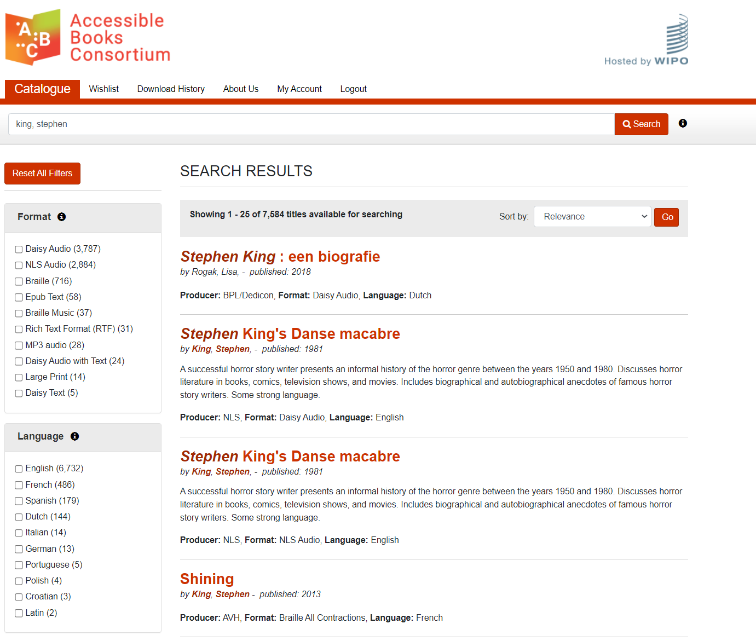 Accessible
Books
Consortium
A B C
Hosted by WIPO
Catalogue Wishlist Download History About Us My Account Logout
king, stephen Search
Reset All Filters
Format
Daisy Audio (3,787)
NLS Audio (2,884)
Braille (716)
Epub Text (58)
Braille Music (37)
Rich Text Format (RTF) (31)
MP3 audio (28)
Daisy Audio with Text (24)
Large Print (14)
Daisy Text (5)
Language
English (6,732)
French (486)
Spanish (179)
Dutch (144)
Italian (14)
German (13)
Portuguese (5)
Polish (4)
Croatian (3)
Latin (2)
SEARCH RESULTS
Showing 1 - 25 of 7,584 titles available for searching Sort by: Relevance Go
Stephen King : een biografie
by Rogak, Lisa, - published: 2018
Producer: BPL/Dedicon, Format: Daisy Audio, Language: Dutch
Stephen King's Danse macabre
by King, Stephen, - published: 1981
A successful horror story writer presents an informal history of the horror genre between the years 1950 and 1980. Discusses horror
literature in books, comics, television shows, and movies. Includes biographical and autobiographical anecdotes of famous horror
story writers. Some strong language.
Producer: NLS, Format: Daisy Audio, Language: English
Stephen King's Danse macabre
by King, Stephen, - published: 1981
A successful horror story writer presents an informal history of the horror genre between the years 1950 and 1980. Discusses horror
literature in books, comics, television shows, and movies. Includes biographical and autobiographical anecdotes of famous horror
story writers. Some strong language.
Producer: NLS, Format: NLS Audio, Language: English
Shining
by King, Stephen - published: 2013
Producer: AVH, Format: Braille All Contractions, Language: French